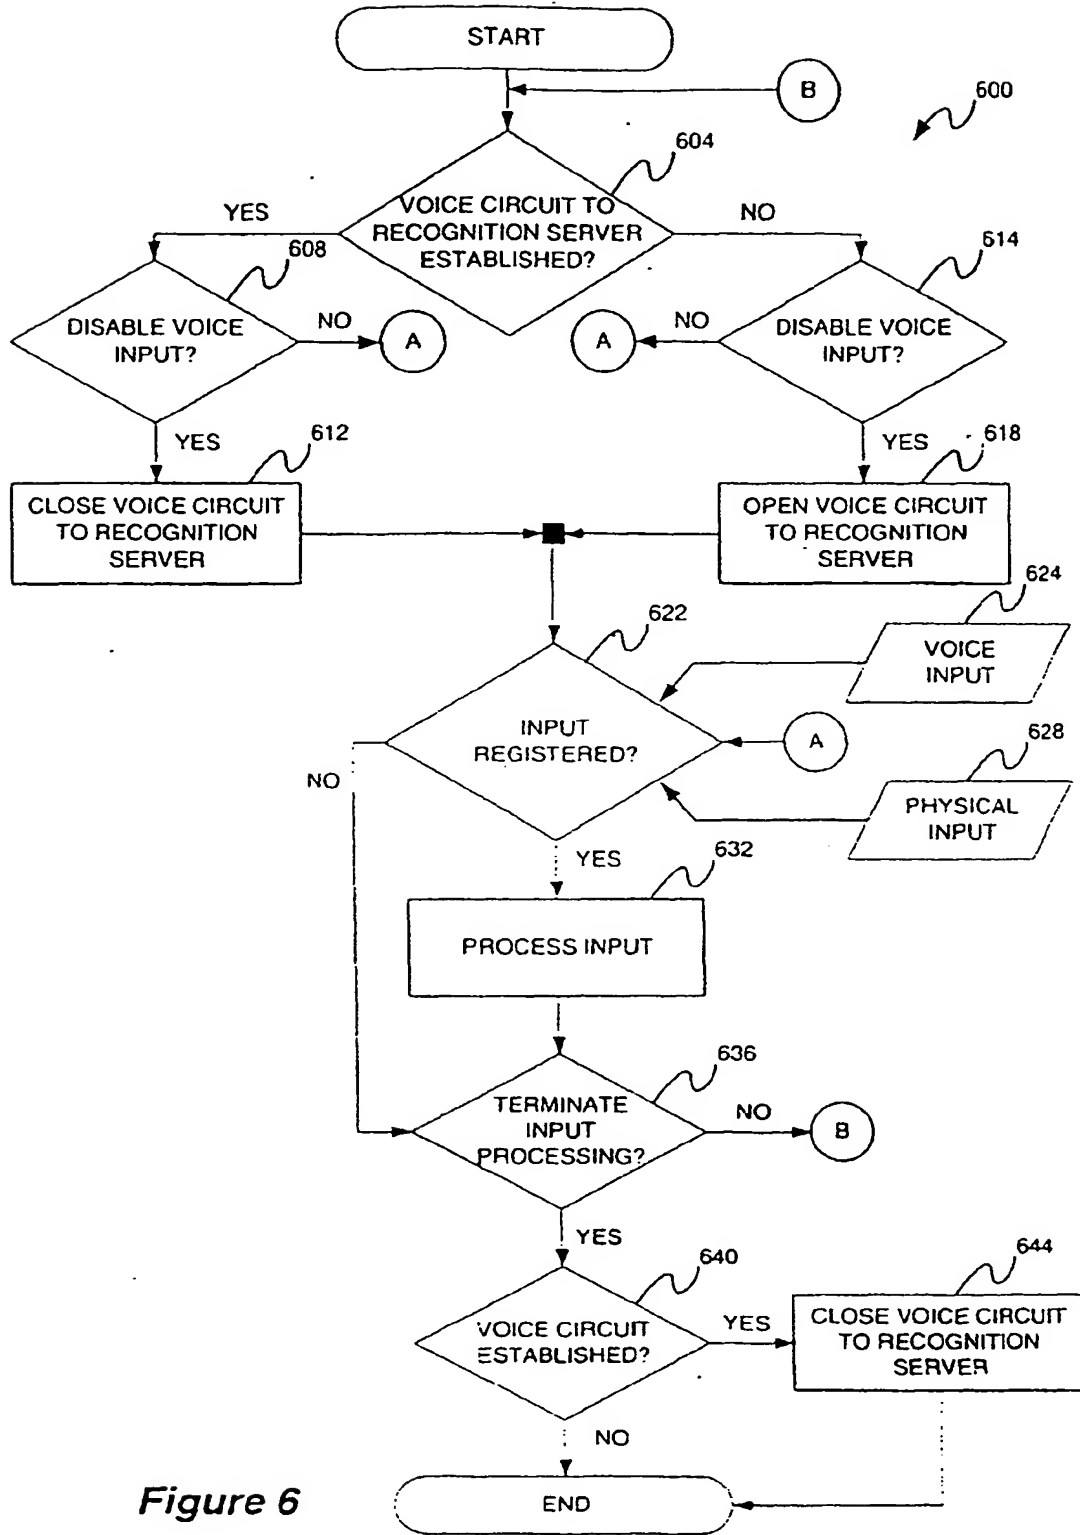 START
B
600
604
VOICE CIRCUIT TO
RECOGNITION SERVER
ESTABLISHED?
YES
NO
608
614
DISABLE VOICE
INPUT?
NO
A
A
NO
DISABLE VOICE
INPUT?
YES
612
YES
618
CLOSE VOICE CIRCUIT
TO RECOGNITION
SERVER
OPEN VOICE CIRCUIT
TO RECOGNITION
SERVER
624
622
VOICE
INPUT
INPUT
REGISTERED?
A
628
NO
PHYSICAL
INPUT
YES
632
PROCESS INPUT
636
TERMINATE
INPUT
PROCESSING?
NO
B
YES
640
644
VOICE CIRCUIT
ESTABLISHED?
YES
CLOSE VOICE CIRCUIT
TO RECOGNITION
SERVER
NO
END
Figure 6